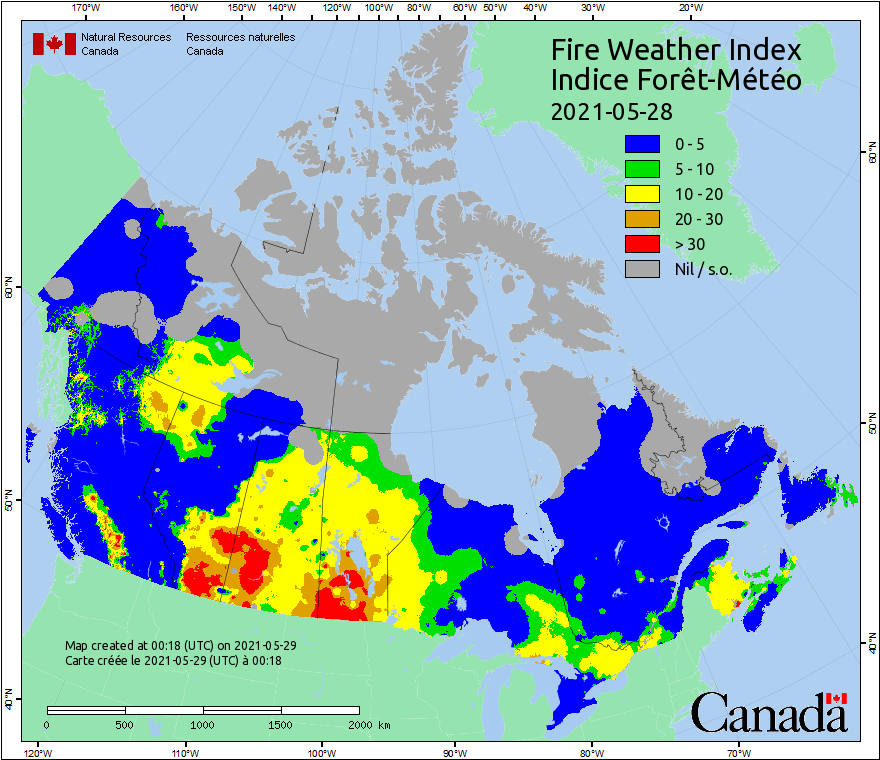 170°W 160°W 150°W 140°W 120°W 100°W 80°W 60°W 50°W 40°W 30°W 20°W
Natural Resources Ressources naturelles
Canada Canada
Fire Weather Index
Indice Forêt-Météo
2021-05-28
0 - 5
5 - 10
10 - 20
20 - 30
> 30
Nil / s.o.
60°N 60°N
50°N 50°N
40°N 40°N
Map created at 00:18 (UTC) on 2021-05-29
Carte créée le 2021-05-29 (UTC) à 00:18
0 500 1000 1500 2000 km
Canada
120°W 110°W 100°W 90°W 80°W 70°W